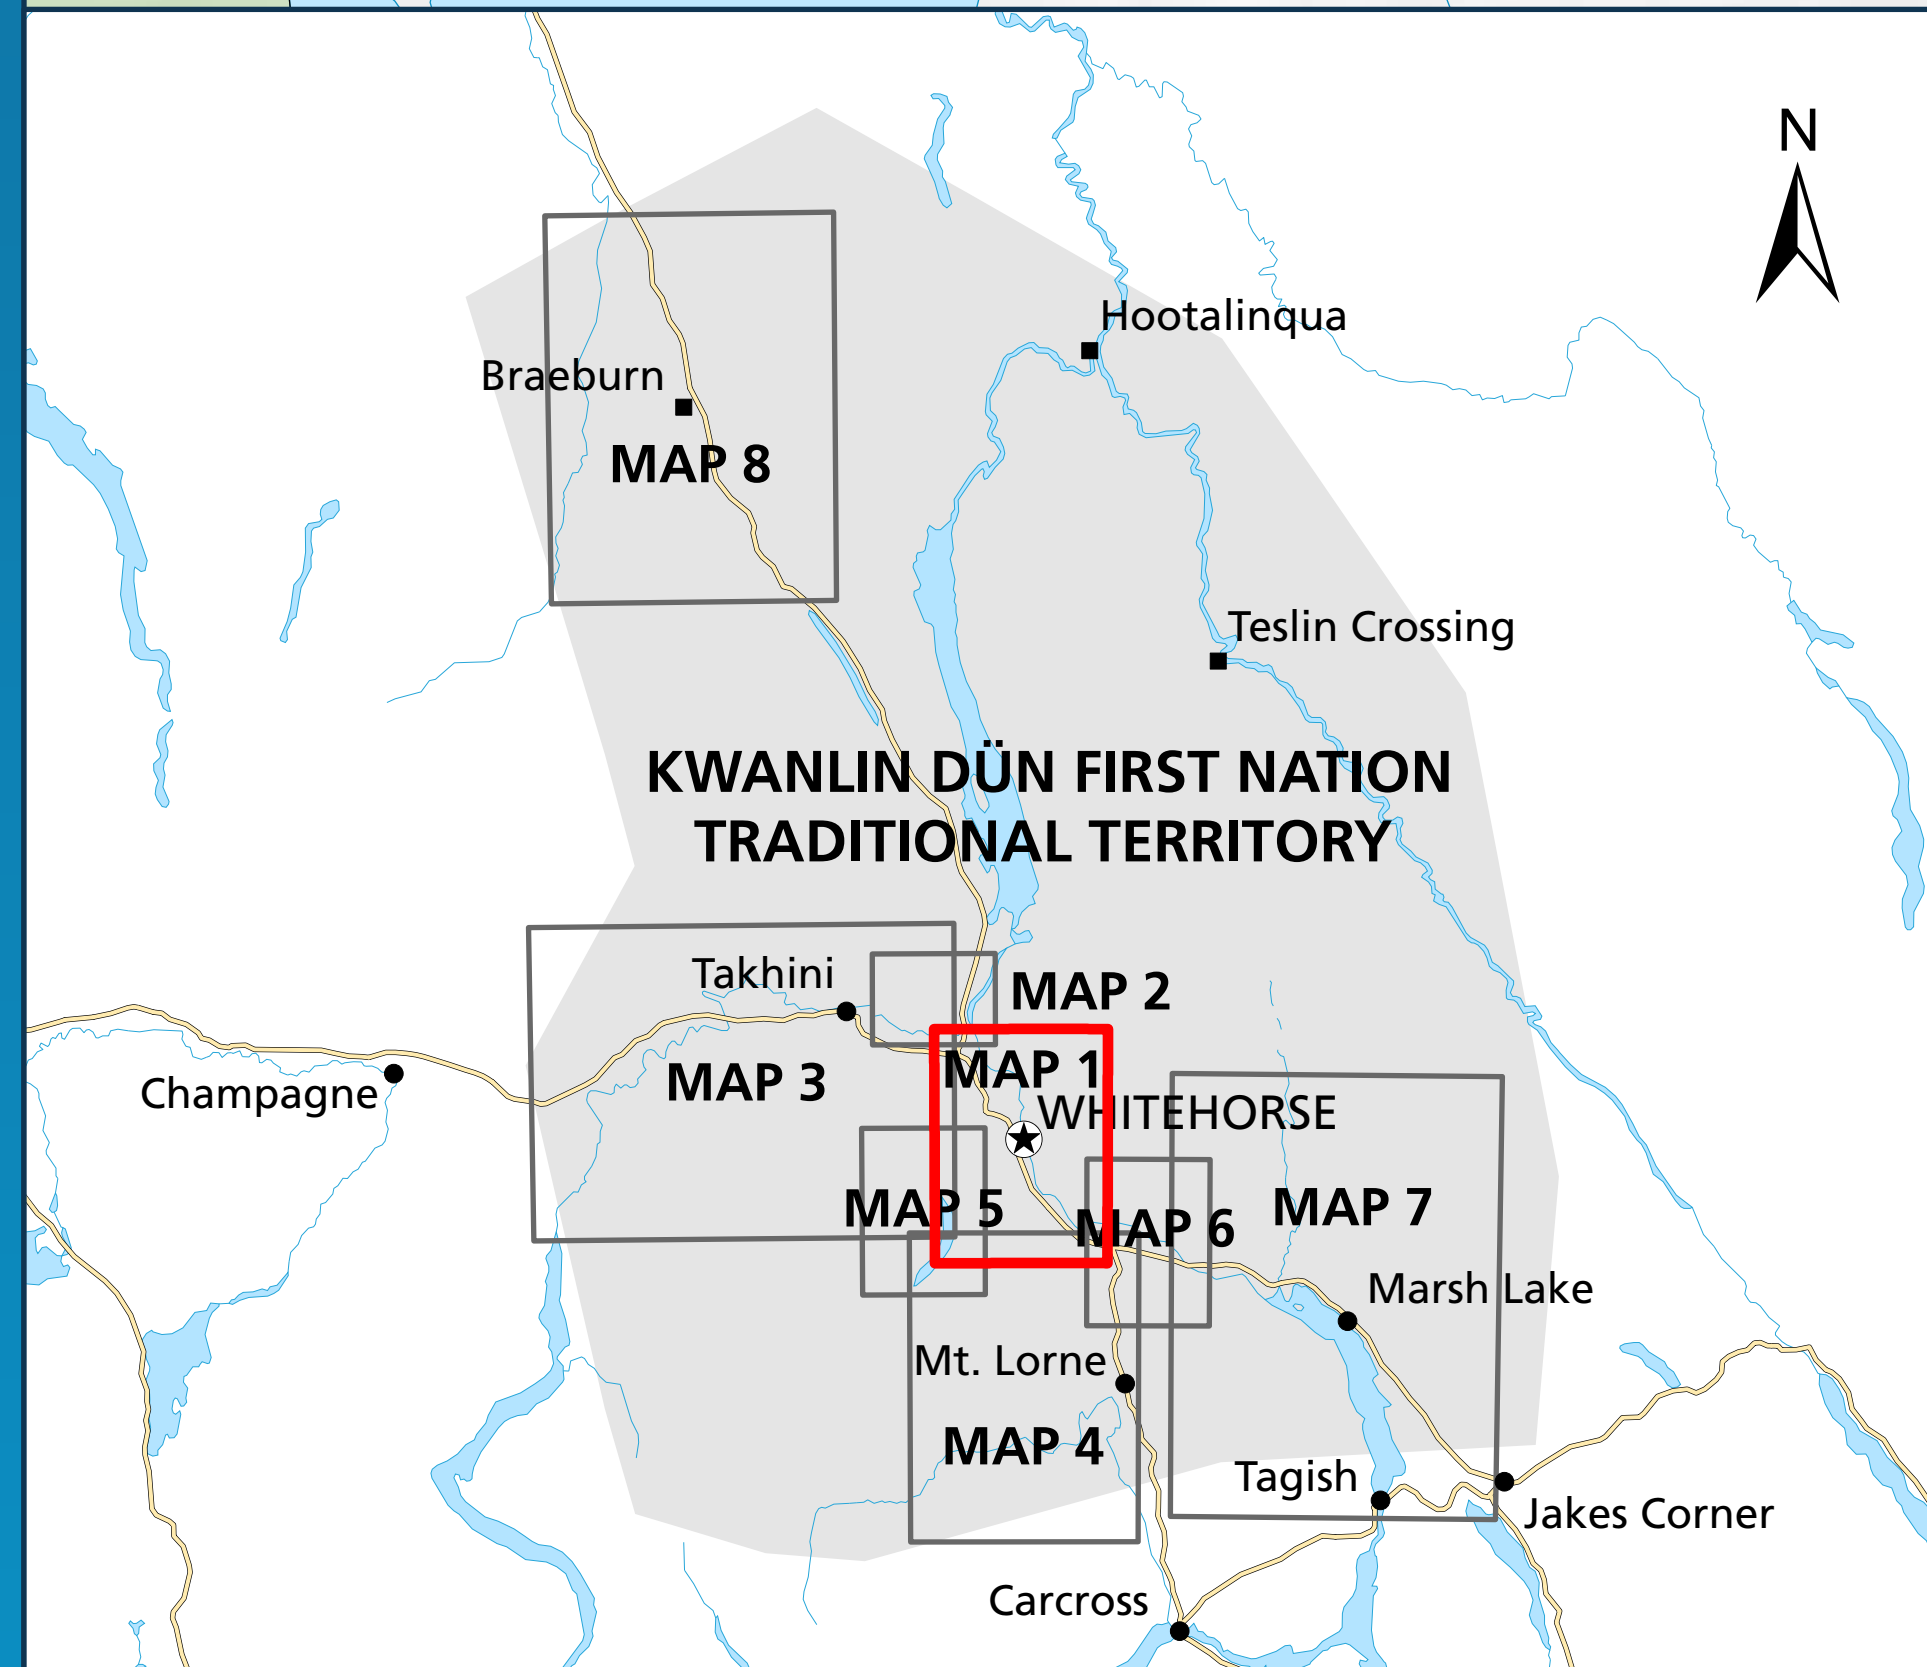 N
Hootalinqua
Braeburn
MAP 8
Teslin Crossing
KWANLIN DÜN FIRST NATION
TRADITIONAL TERRITORY
Takhini
MAP 2
MAP 1
MAP 3
Champagne
WHITEHORSE
MAP 5
MAP 6
MAP 7
Marsh Lake
Mt. Lorne
MAP 4
Tagish
Jakes Corner
Carcross